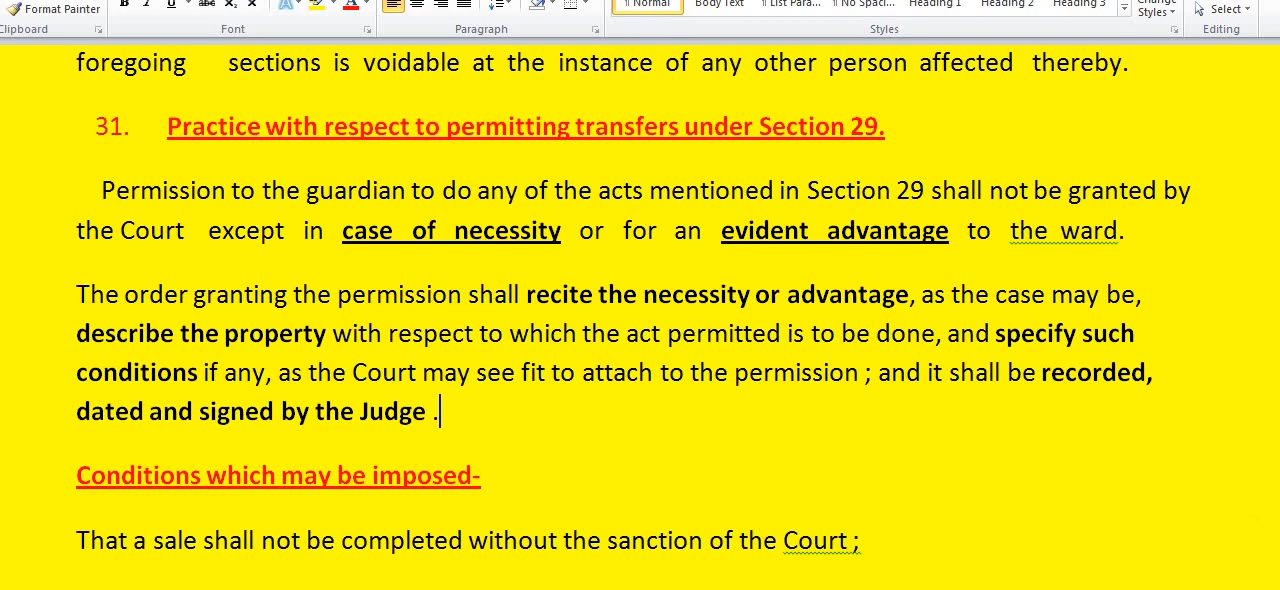 Format Painter B I U abc X₂ X² A A Normal Body Text List Para... No Spaci... Heading 1 Heading 2 Heading 3 Change Styles Select
Clipboard Font Paragraph Styles Editing
foregoing sections is voidable at the instance of any other person affected thereby.
31. Practice with respect to permitting transfers under Section 29.
Permission to the guardian to do any of the acts mentioned in Section 29 shall not be granted by
the Court except in case of necessity or for an evident advantage to the ward.
The order granting the permission shall recite the necessity or advantage, as the case may be,
describe the property with respect to which the act permitted is to be done, and specify such
conditions if any, as the Court may see fit to attach to the permission ; and it shall be recorded,
dated and signed by the Judge .
Conditions which may be imposed-
That a sale shall not be completed without the sanction of the Court ;